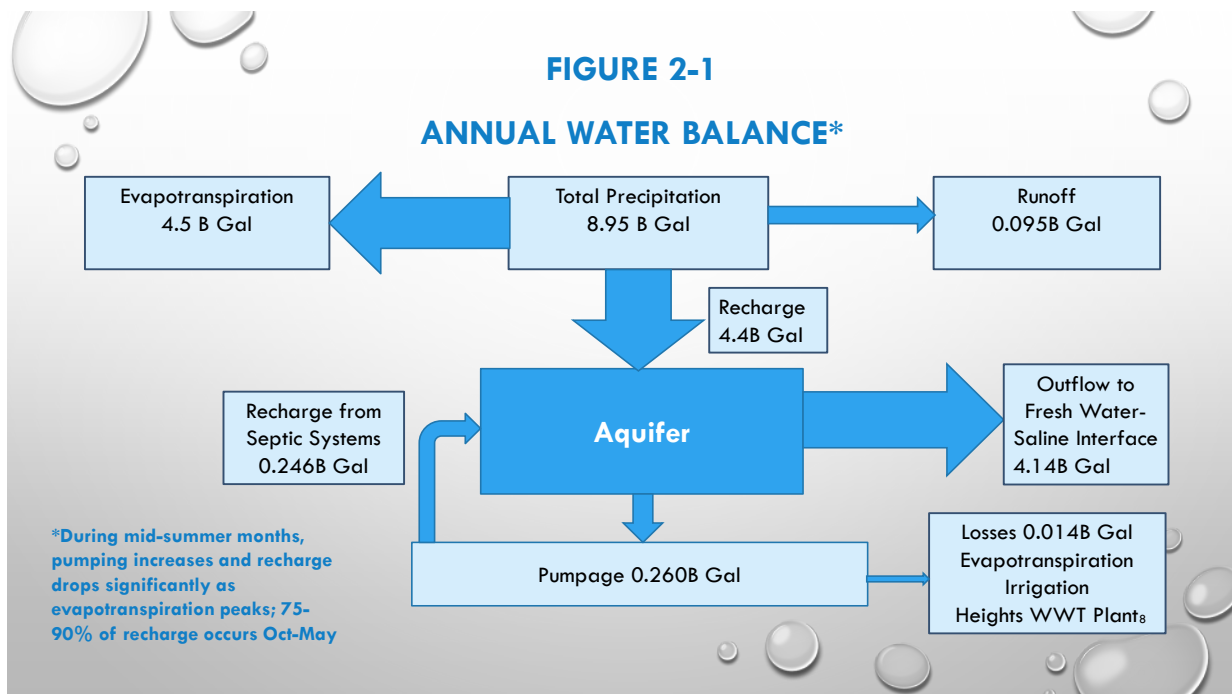 FIGURE 2-1
ANNUAL WATER BALANCE*
Evapotranspiration
4.5 B Gal
Total Precipitation
8.95 B Gal
Runoff
0.095B Gal
Recharge
4.4B Gal
Recharge from
Septic Systems
0.246B Gal
Aquifer
Outflow to
Fresh Water-
Saline Interface
4.14B Gal
*During mid-summer months,
pumping increases and recharge
drops significantly as
evapotranspiration peaks; 75-
90% of recharge occurs Oct-May
Pumpage 0.260B Gal
Losses 0.014B Gal
Evapotranspiration
Irrigation
Heights WWT Plant8